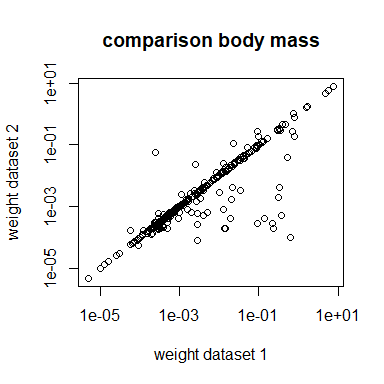 comparison body mass
weight dataset 2
1e+01
1e-01
1e-03
1e-05
1e-05 1e-03 1e-01 1e+01
weight dataset 1